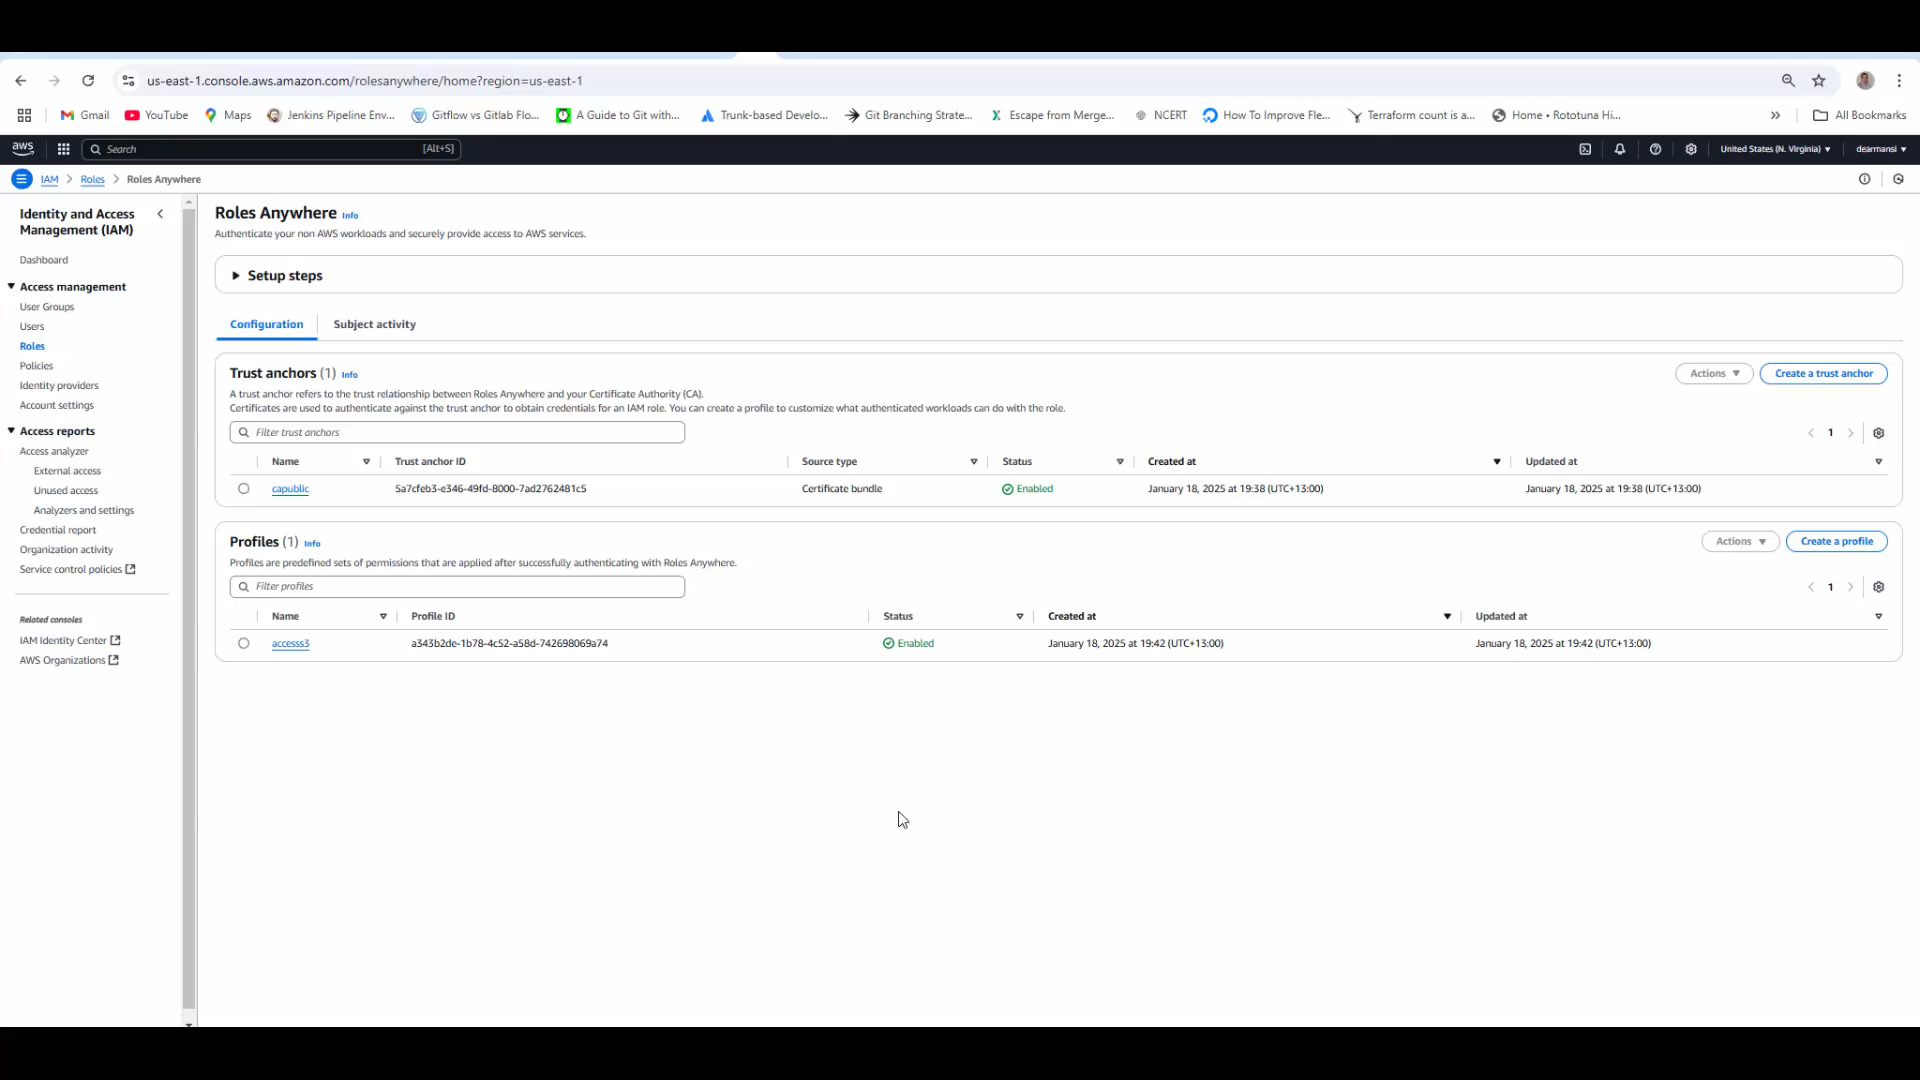 us-east-1.console.aws.amazon.com/rolesanywhere/home?region=us-east-1
Gmail YouTube Maps Jenkins Pipeline Env... Gitflow vs Gitlab Flo... A Guide to Git with... Trunk-based Develo... Git Branching Strate... Escape from Merge... NCERT How To Improve Fle... Terraform count is a... Home • Rototuna Hi... » All Bookmarks
aws Search [Alt+S] United States (N. Virginia) dearmansi
IAM > Roles > Roles Anywhere
Identity and Access Management (IAM)
Dashboard
Access management
User Groups
Users
Roles
Policies
Identity providers
Account settings
Access reports
Access analyzer
External access
Unused access
Analyzers and settings
Credential report
Organization activity
Service control policies
Related consoles
IAM Identity Center
AWS Organizations
Roles Anywhere Info
Authenticate your non AWS workloads and securely provide access to AWS services.
Setup steps
Configuration Subject activity
Trust anchors (1) Info Actions Create a trust anchor
A trust anchor refers to the trust relationship between Roles Anywhere and your Certificate Authority (CA).
Certificates are used to authenticate against the trust anchor to obtain credentials for an IAM role. You can create a profile to customize what authenticated workloads can do with the role.
Filter trust anchors 1
Name Trust anchor ID Source type Status Created at Updated at
capublic 5a7cfeb3-e346-49fd-8000-7ad2762481c5 Certificate bundle Enabled January 18, 2025 at 19:38 (UTC+13:00) January 18, 2025 at 19:38 (UTC+13:00)
Profiles (1) Info Actions Create a profile
Profiles are predefined sets of permissions that are applied after successfully authenticating with Roles Anywhere.
Filter profiles 1
Name Profile ID Status Created at Updated at
accesss3 a343b2de-1b78-4c52-a58d-742698069a74 Enabled January 18, 2025 at 19:42 (UTC+13:00) January 18, 2025 at 19:42 (UTC+13:00)